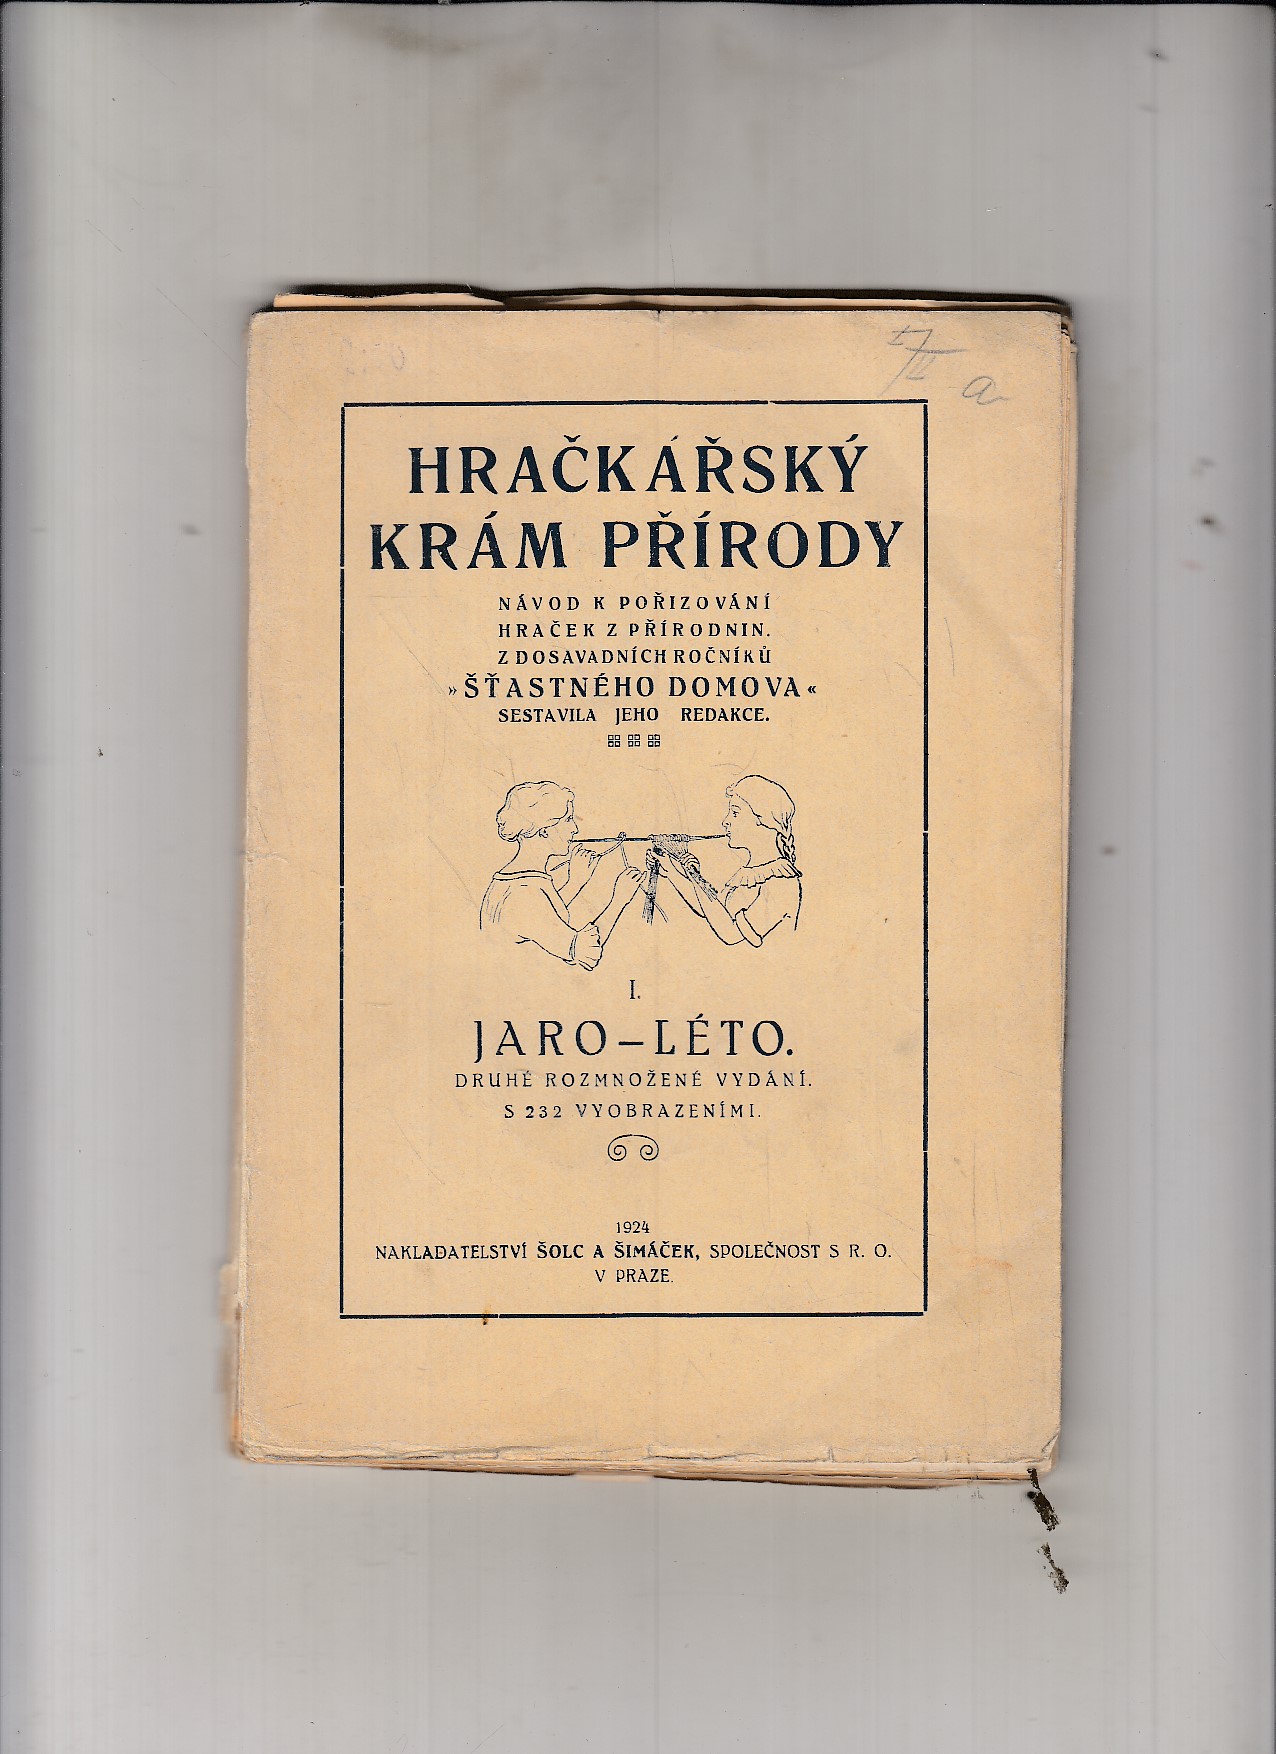 HRAČKÁŘSKÝ
KRÁM PŘÍRODY
NÁVOD K POŘIZOVÁNÍ
HRAČEK Z PŘÍRODNIN.
Z DOSAVADNÍCH ROČNÍKŮ
»ŠŤASTNÉHO DOMOVA«
SESTAVILA JEHO REDAKCE.
I.
JARO–LÉTO.
DRUHÉ ROZMNOŽENÉ VYDÁNÍ.
S 232 VYOBRAZENÍMI.
1924
NAKLADATELSTVÍ ŠOLC A ŠIMÁČEK, SPOLEČNOST S R. O.
V PRAZE.